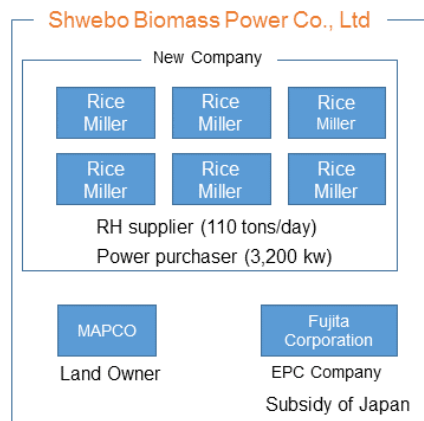 Shwebo Biomass Power Co., Ltd
New Company
Rice Miller
Rice Miller
Rice Miller
Rice Miller
Rice Miller
Rice Miller
RH supplier (110 tons/day)
Power purchaser (3,200 kw)
MAPCO
Land Owner
Fujita
Corporation
EPC Company
Subsidy of Japan